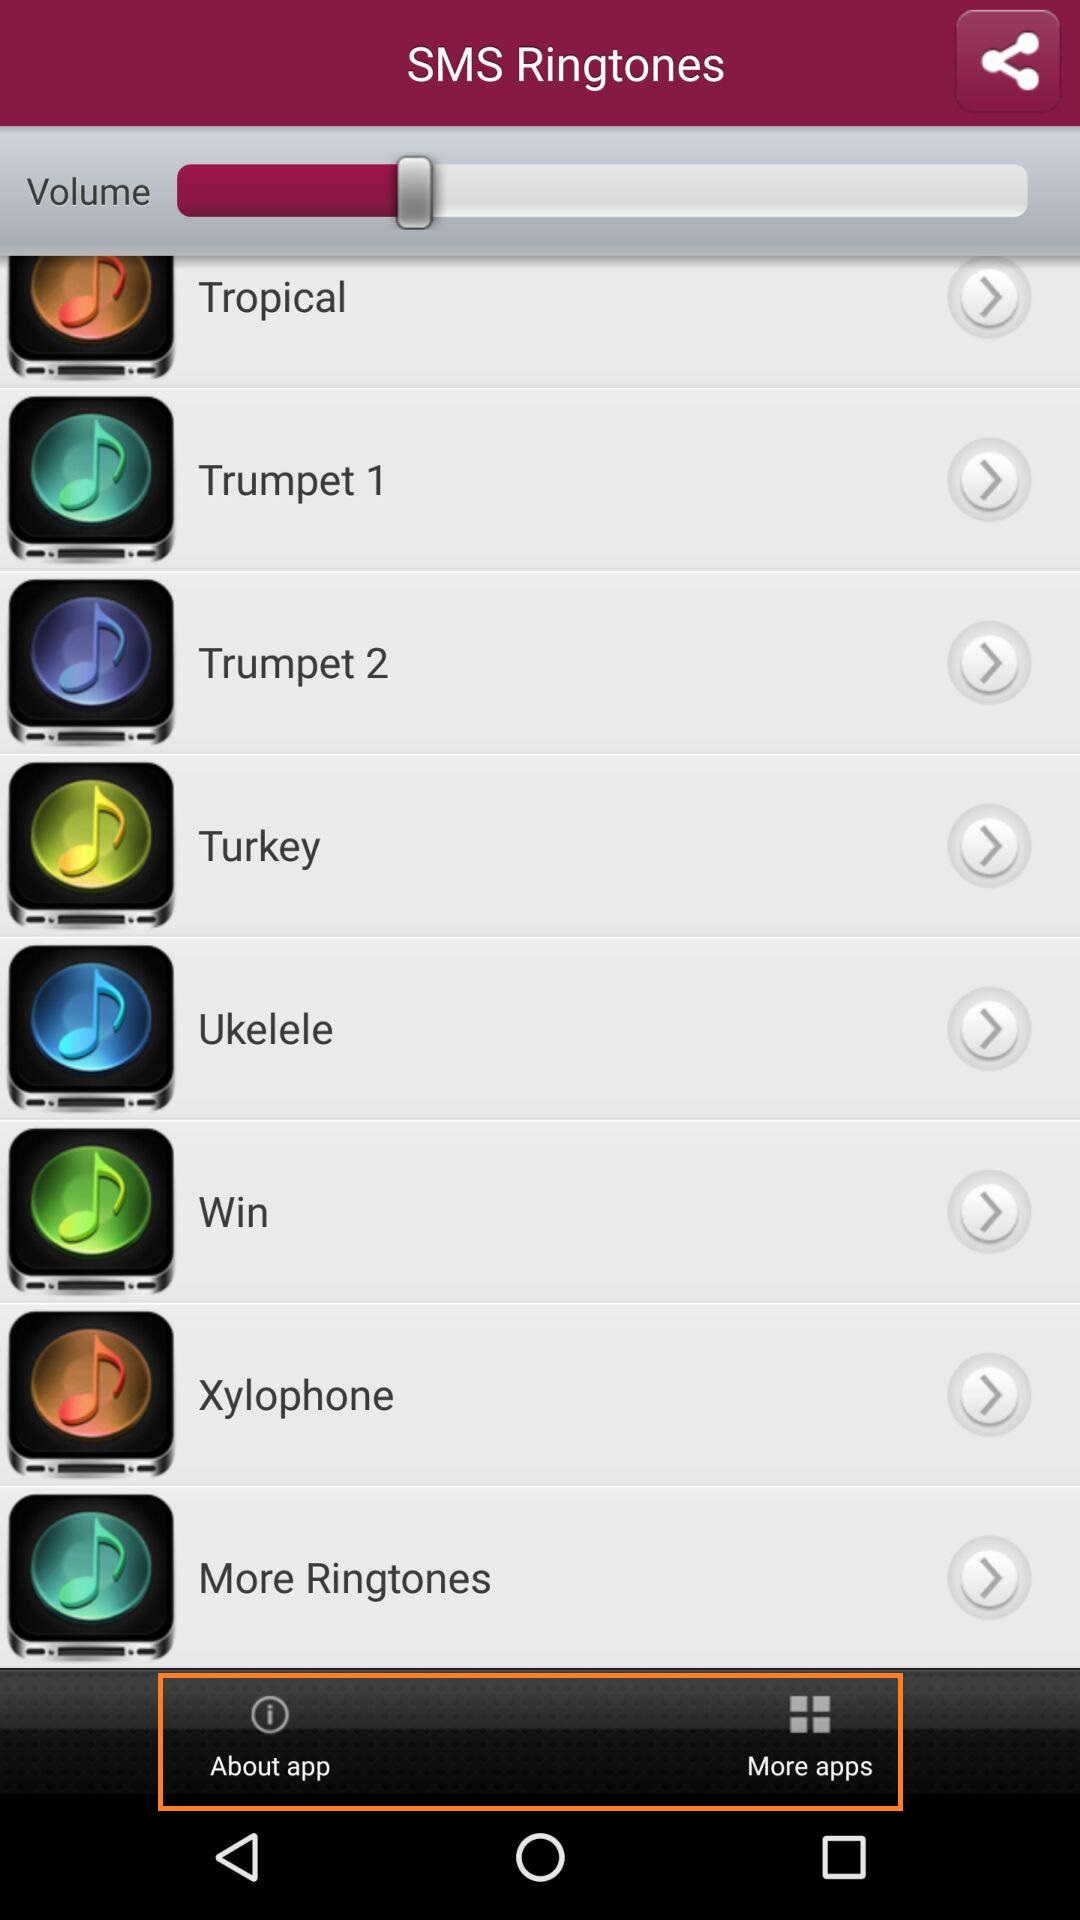 SMS Ringtones
Volume
Tropical
Trumpet 1
Trumpet 2
Turkey
Ukelele
Win
Xylophone
More Ringtones
About app
More apps